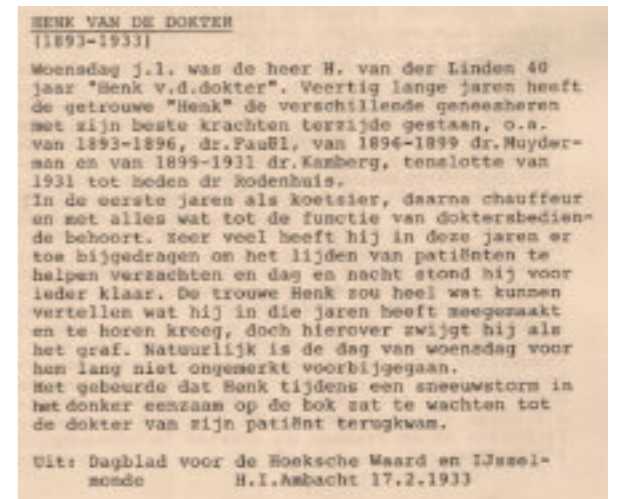 HENK VAN DE DOKTER
(1893-1933)
Woensdag j.l. was de heer H. van der Linden 40
jaar "Henk v.d.dokter". Veertig lange jaren heeft
de getrouwe "Henk" de verschillende geneesheren
met zijn beste krachten terzijde gestaan, o.a.
van 1893-1896, dr. van 1896-1899 dr.Muyder-
man en van 1899-1931 dr.Kamberg, tenslotte van
1931 tot heden dr Rodenhuis.
In de eerste jaren als koetsier, daarna chauffeur
en met alles wat tot de functie van doktersbedien-
de behoort. Zeer veel heeft hij in deze jaren er
toe bijgedragen om het lijden van patiënten te
helpen verzachten en dag en nacht stond hij voor
ieder klaar. De trouwe Henk zou heel wat kunnen
vertellen wat hij in die jaren heeft meegemaakt
en te horen kreeg, doch hierover zwijgt hij als
het graf. Natuurlijk is de dag van woensdag voor
hem lang niet ongemerkt voorbijgegaan.
Het gebeurde dat Henk tijdens een sneeuwstorm in
het donker eenzaam op de bok zat te wachten tot
de dokter van zijn patiënt terugkwam.
Uit: Dagblad voor de Hoeksche Waard en IJssel-
monde H.I.Ambacht 17.2.1933